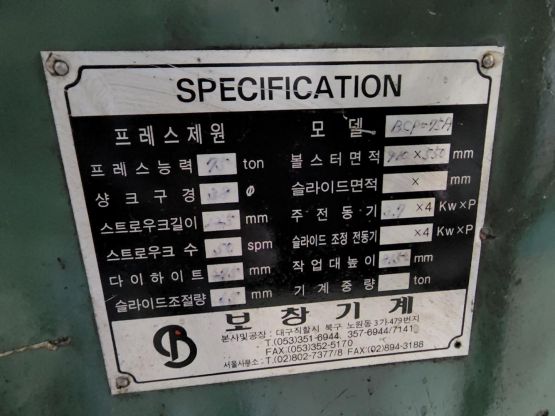 SPECIFICATION
프레스제원 모델 BCP-75A
프레스능력 75 ton 볼스터면적 ×550 mm
샹크구경 ø 슬라이드면적 × mm
스트로우크길이 mm 주전동기 3.7 ×4 Kw×P
스트로우크 수 spm 슬라이드 조정 전동기 ×4 Kw×P
다이하이트 mm 작업대높이 mm
슬라이드조절량 mm 기계중량 ton
보창기계
본사및공장 : 대구직할시 북구 노원동 3가 479번지
T.(053)351-6944, 357-6944/7141
FAX.(053)352-5170
서울사무소 : T.(02)802-7377/8 FAX.(02)894-3188